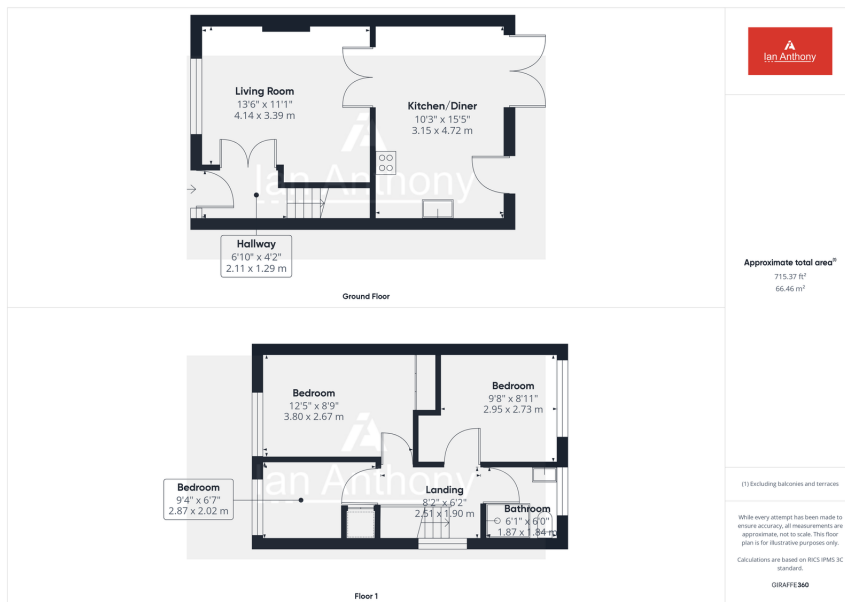 Living Room
13'6" x 11'1"
4.14 x 3.39 m
Kitchen/Diner
10'3" x 15'5"
3.15 x 4.72 m
Ian Anthony
Hallway
6'10" x 4'2"
2.11 x 1.29 m
Ground Floor
Ian Anthony
Approximate total area(1)
715.37 ft²
66.46 m²
Bedroom
12'5" x 8'9"
3.80 x 2.67 m
Bedroom
9'8" x 8'11"
2.95 x 2.73 m
Ian Anthony
Bedroom
9'4" x 6'7"
2.87 x 2.02 m
Landing
8'2" x 6'2"
2.51 x 1.90 m
Bathroom
6'1" x 6'0"
1.87 x 1.84 m
Floor 1
(1) Excluding balconies and terraces
While every attempt has been made to
ensure accuracy, all measurements are
approximate, not to scale. This floor
plan is for illustrative purposes only.
Calculations are based on RICS IPMS 3C
standard.
GIRAFFE360